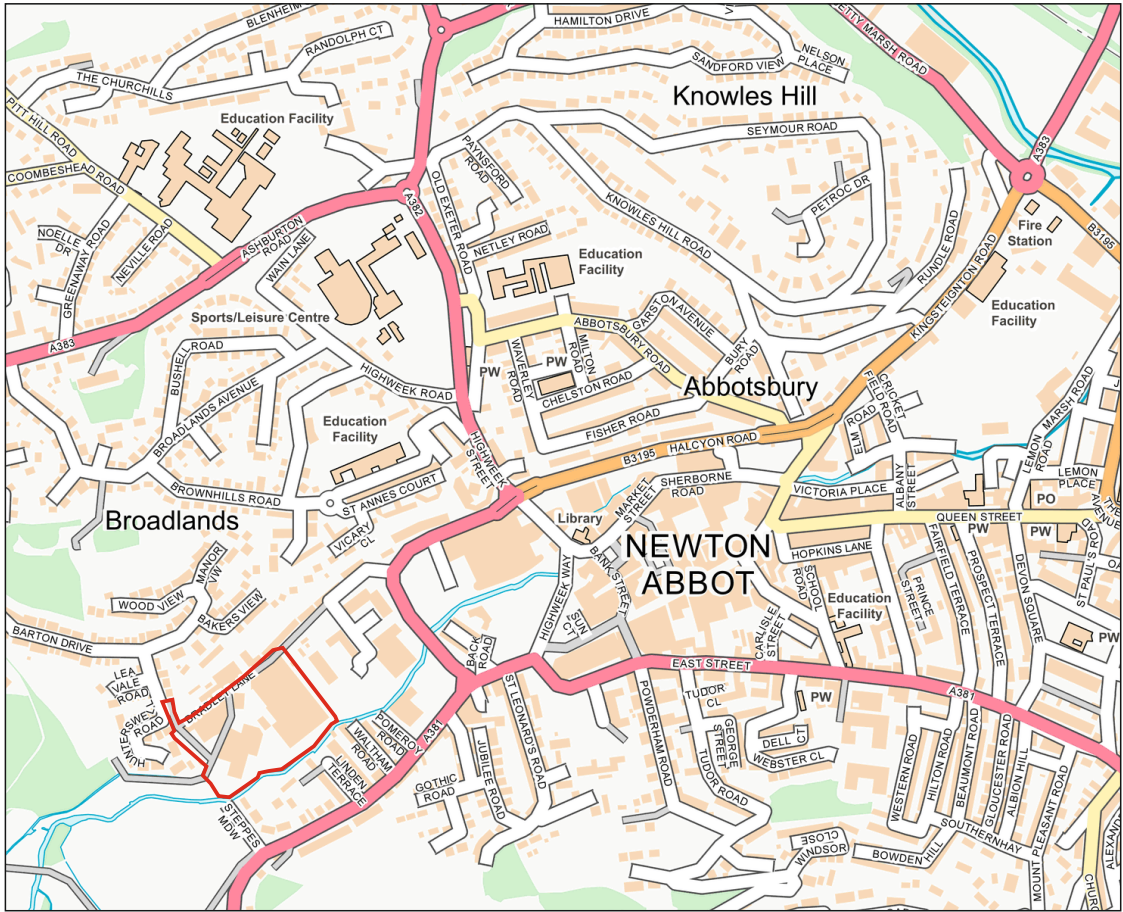 BLENHEIM
HAMILTON DRIVE
RANDOLPH CT
NELSON
PLACE
SANDFORD VIEW
ETTY MARSH ROAD
THE CHURCHILLS
Knowles Hill
PITT HILL ROAD
Education Facility
SEYMOUR ROAD
A383
COOMBESHEAD ROAD
PAYNSFORD
ROAD
PETROC DR
A382
OLD EXETER ROAD
KNOWLES HILL ROAD
NOELLE
DR
GREENAWAY ROAD
NEVILLE ROAD
ASHBURTON
ROAD
WAIN LANE
NETLEY ROAD
RUNDLE ROAD
Fire
Station
B3195
Education
Facility
KINGSTEIGNTON ROAD
Education
Facility
Sports/Leisure Centre
A383
ABBOTSBURY ROAD
GARSTON AVENUE
BUSHELL ROAD
WAVERLEY
ROAD
MILTON
ROAD
BURY
ROAD
PW
PW
HIGHWEEK ROAD
CHELSTON ROAD
Abbotsbury
BROADLANDS AVENUE
FISHER ROAD
CRICKET
FIELD ROAD
ELM ROAD
MARSH ROAD
Education
Facility
HIGHWEEK
STREET
B3195
HALCYON ROAD
LEMON
ROAD
BROWNHILLS ROAD
ST ANNES COURT
SHERBORNE
ROAD
MARKET
STREET
VICTORIA PLACE
ALBANY
STREET
LEMON
PLACE
PO
THE
AVENUE
Broadlands
VICARY
CL
Library
QUEEN STREET
PW
PW
NEWTON
ABBOT
BANK STREET
HOPKINS LANE
FAIRFIELD TERRACE
PROSPECT TERRACE
DEVON SQUARE
ST PAULS ROAD
MANOR
VW
WOOD VIEW
BAKERS VIEW
HIGHWEEK WAY
SCHOOL
ROAD
PRINCE
STREET
Education
Facility
SUN
CT
CARLISLE
STREET
PW
BARTON DRIVE
BACK
ROAD
EAST STREET
LEA
VALE
ROAD
BRADLEY LANE
A381
HUNTERSWELL
ROAD
ST LEONARD'S ROAD
POWDERHAM ROAD
TUDOR
CL
PW
POMEROY
ROAD
A381
WALTHAM
ROAD
GEORGE
STREET
DELL CT
WEBSTER CL
LINDEN
TERRACE
JUBILEE ROAD
TUDOR ROAD
WESTERN ROAD
HILTON ROAD
BEAUMONT ROAD
GLOUCESTER ROAD
ALBION HILL
MOUNT PLEASANT ROAD
GOTHIC
ROAD
STEPPES
MDW
WINDSOR
CLOSE
BOWDEN HILL
SOUTHERNHAY